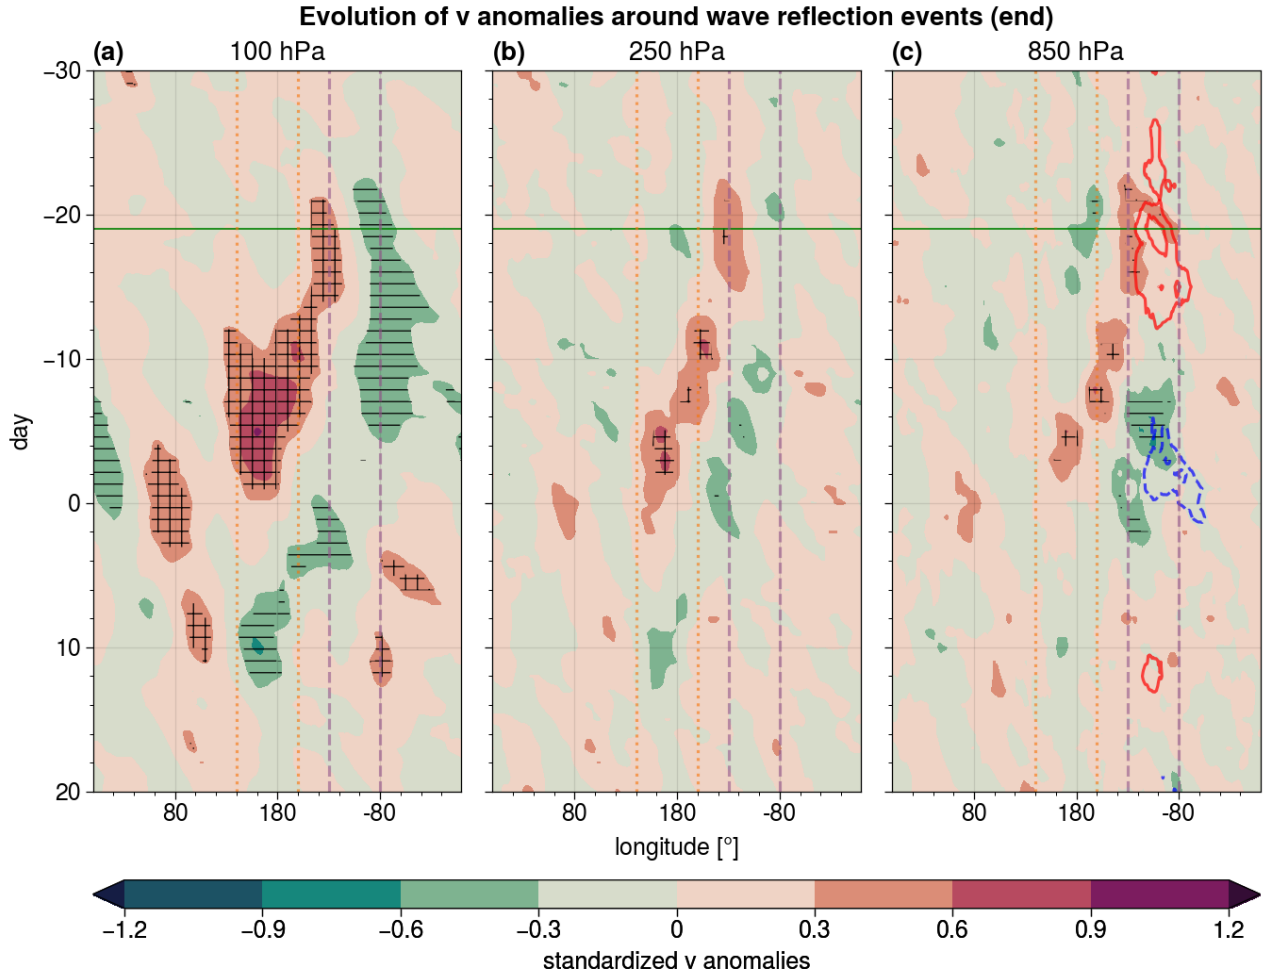 Evolution of v anomalies around wave reflection events (end)
(a) 100 hPa
(b) 250 hPa
(c) 850 hPa
day
−30
−20
−10
0
10
20
80 180 -80
80 180 -80
80 180 -80
longitude [°]
−1.2 −0.9 −0.6 −0.3 0 0.3 0.6 0.9 1.2
standardized v anomalies